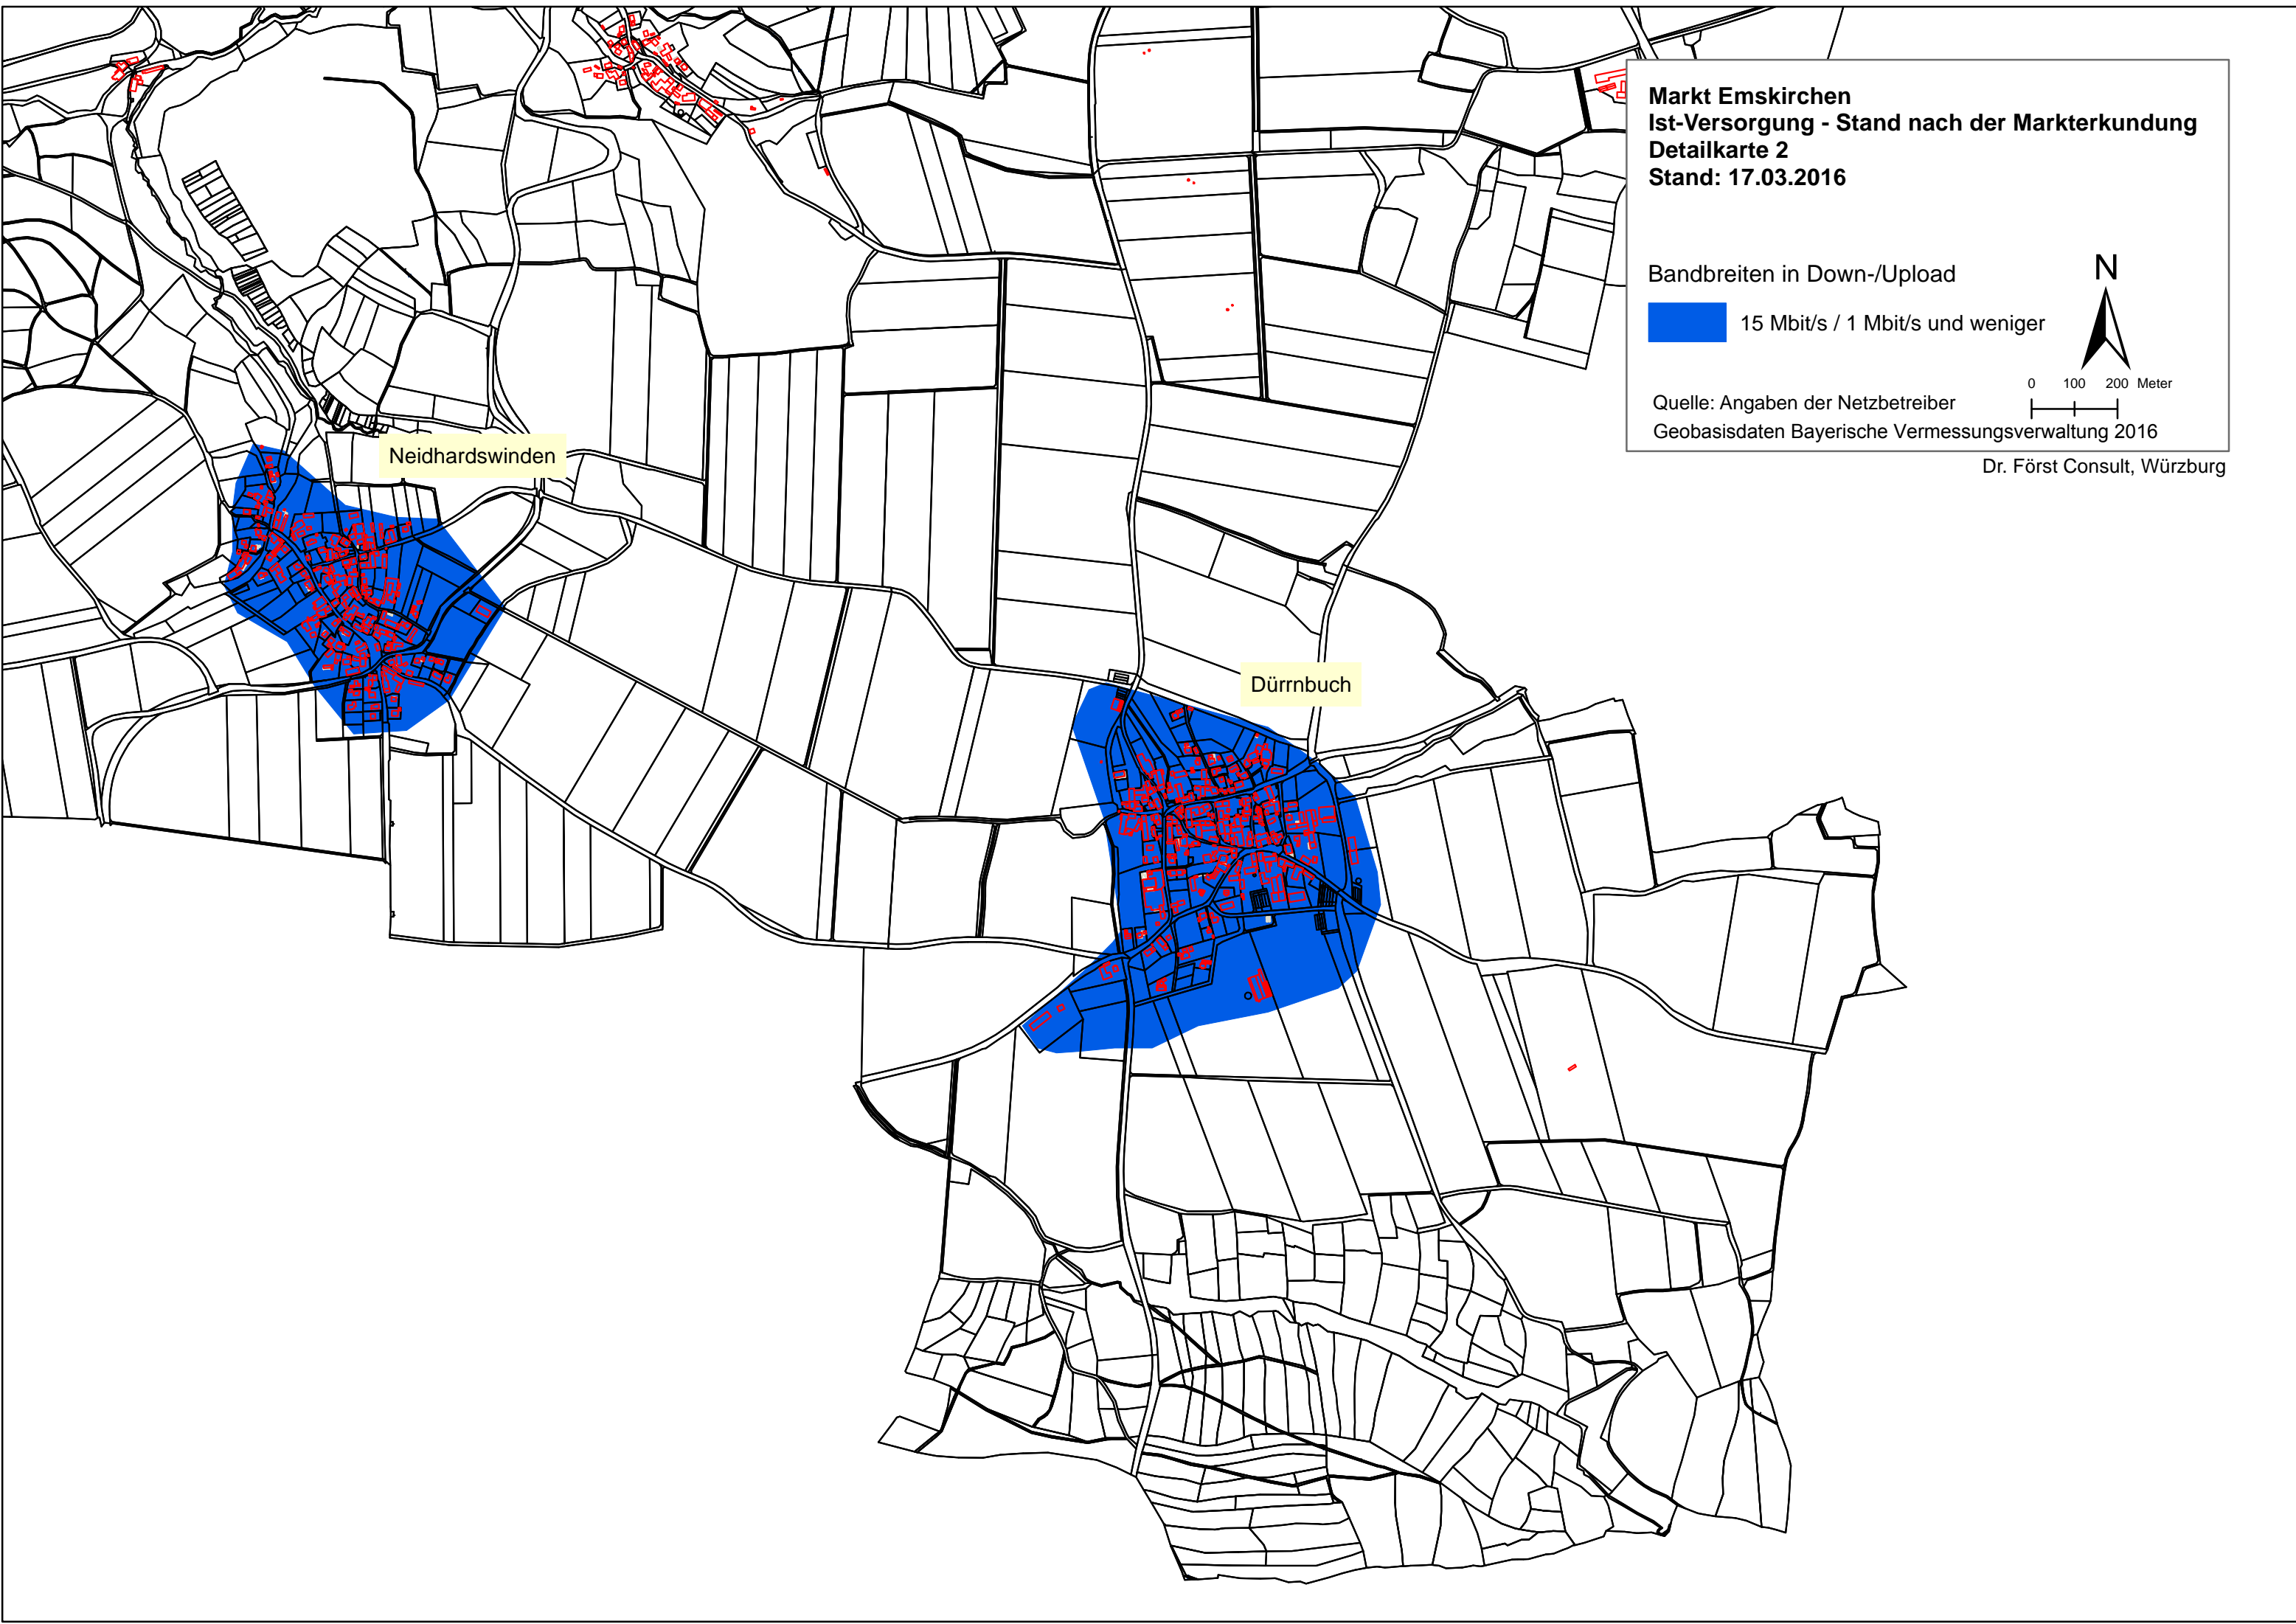 Markt Emskirchen
Ist-Versorgung - Stand nach der Markterkundung
Detailkarte 2
Stand: 17.03.2016
Bandbreiten in Down-/Upload
N
15 Mbit/s / 1 Mbit/s und weniger
0 100 200 Meter
Quelle: Angaben der Netzbetreiber
Geobasisdaten Bayerische Vermessungsverwaltung 2016
Dr. Först Consult, Würzburg
Neidhardswinden
Dürrnbuch